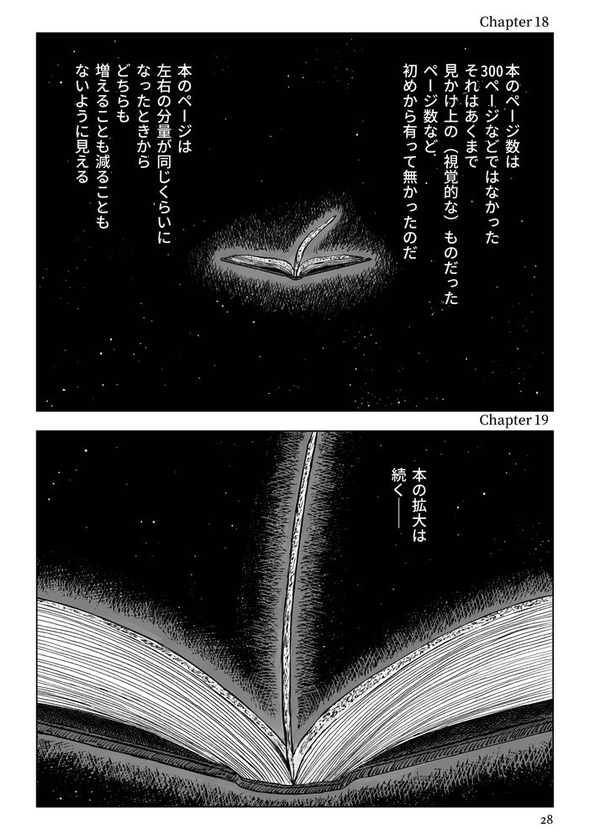 Chapter 18
本のページ数は
300ページなどではなかった
それはあくまで
見かけ上の（視覚的な）ものだった
ページ数など、
初めから有って無かったのだ
本のページは
左右の分量が同じくらいに
なったときから
どちらも
増えることも減ることも
ないように見える
Chapter 19
本の拡大は
続く――
28